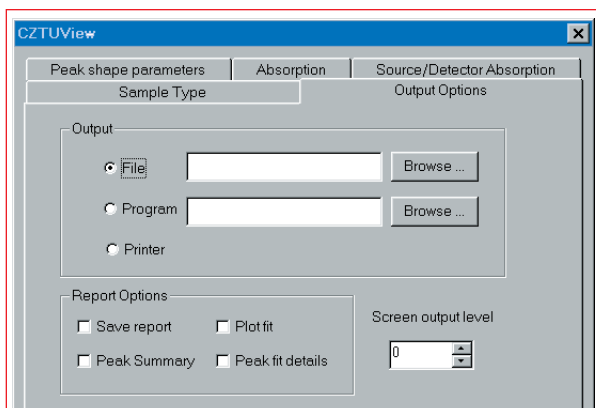 CZTUView
Peak shape parameters Absorption Source/Detector Absorption
Sample Type Output Options
Output
File Browse ...
Program Browse ...
Printer
Report Options
Save report Plot fit
Peak Summary Peak fit details
Screen output level
0